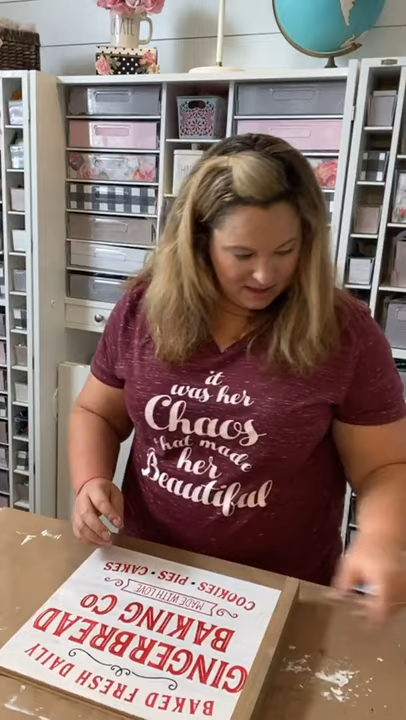 it
was her
Chaos
that made
her
Beautiful
BAKED FRESH DAILY
GINGERBREAD
BAKING CO
MADE WITH LOVE
COOKIES • PIES • CAKES